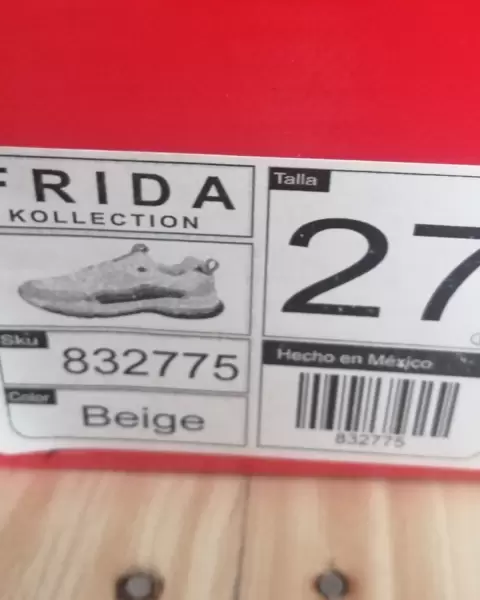 FRIDA
KOLLECTION
Sku
832775
Color
Beige
Talla
27
Hecho en México
832775